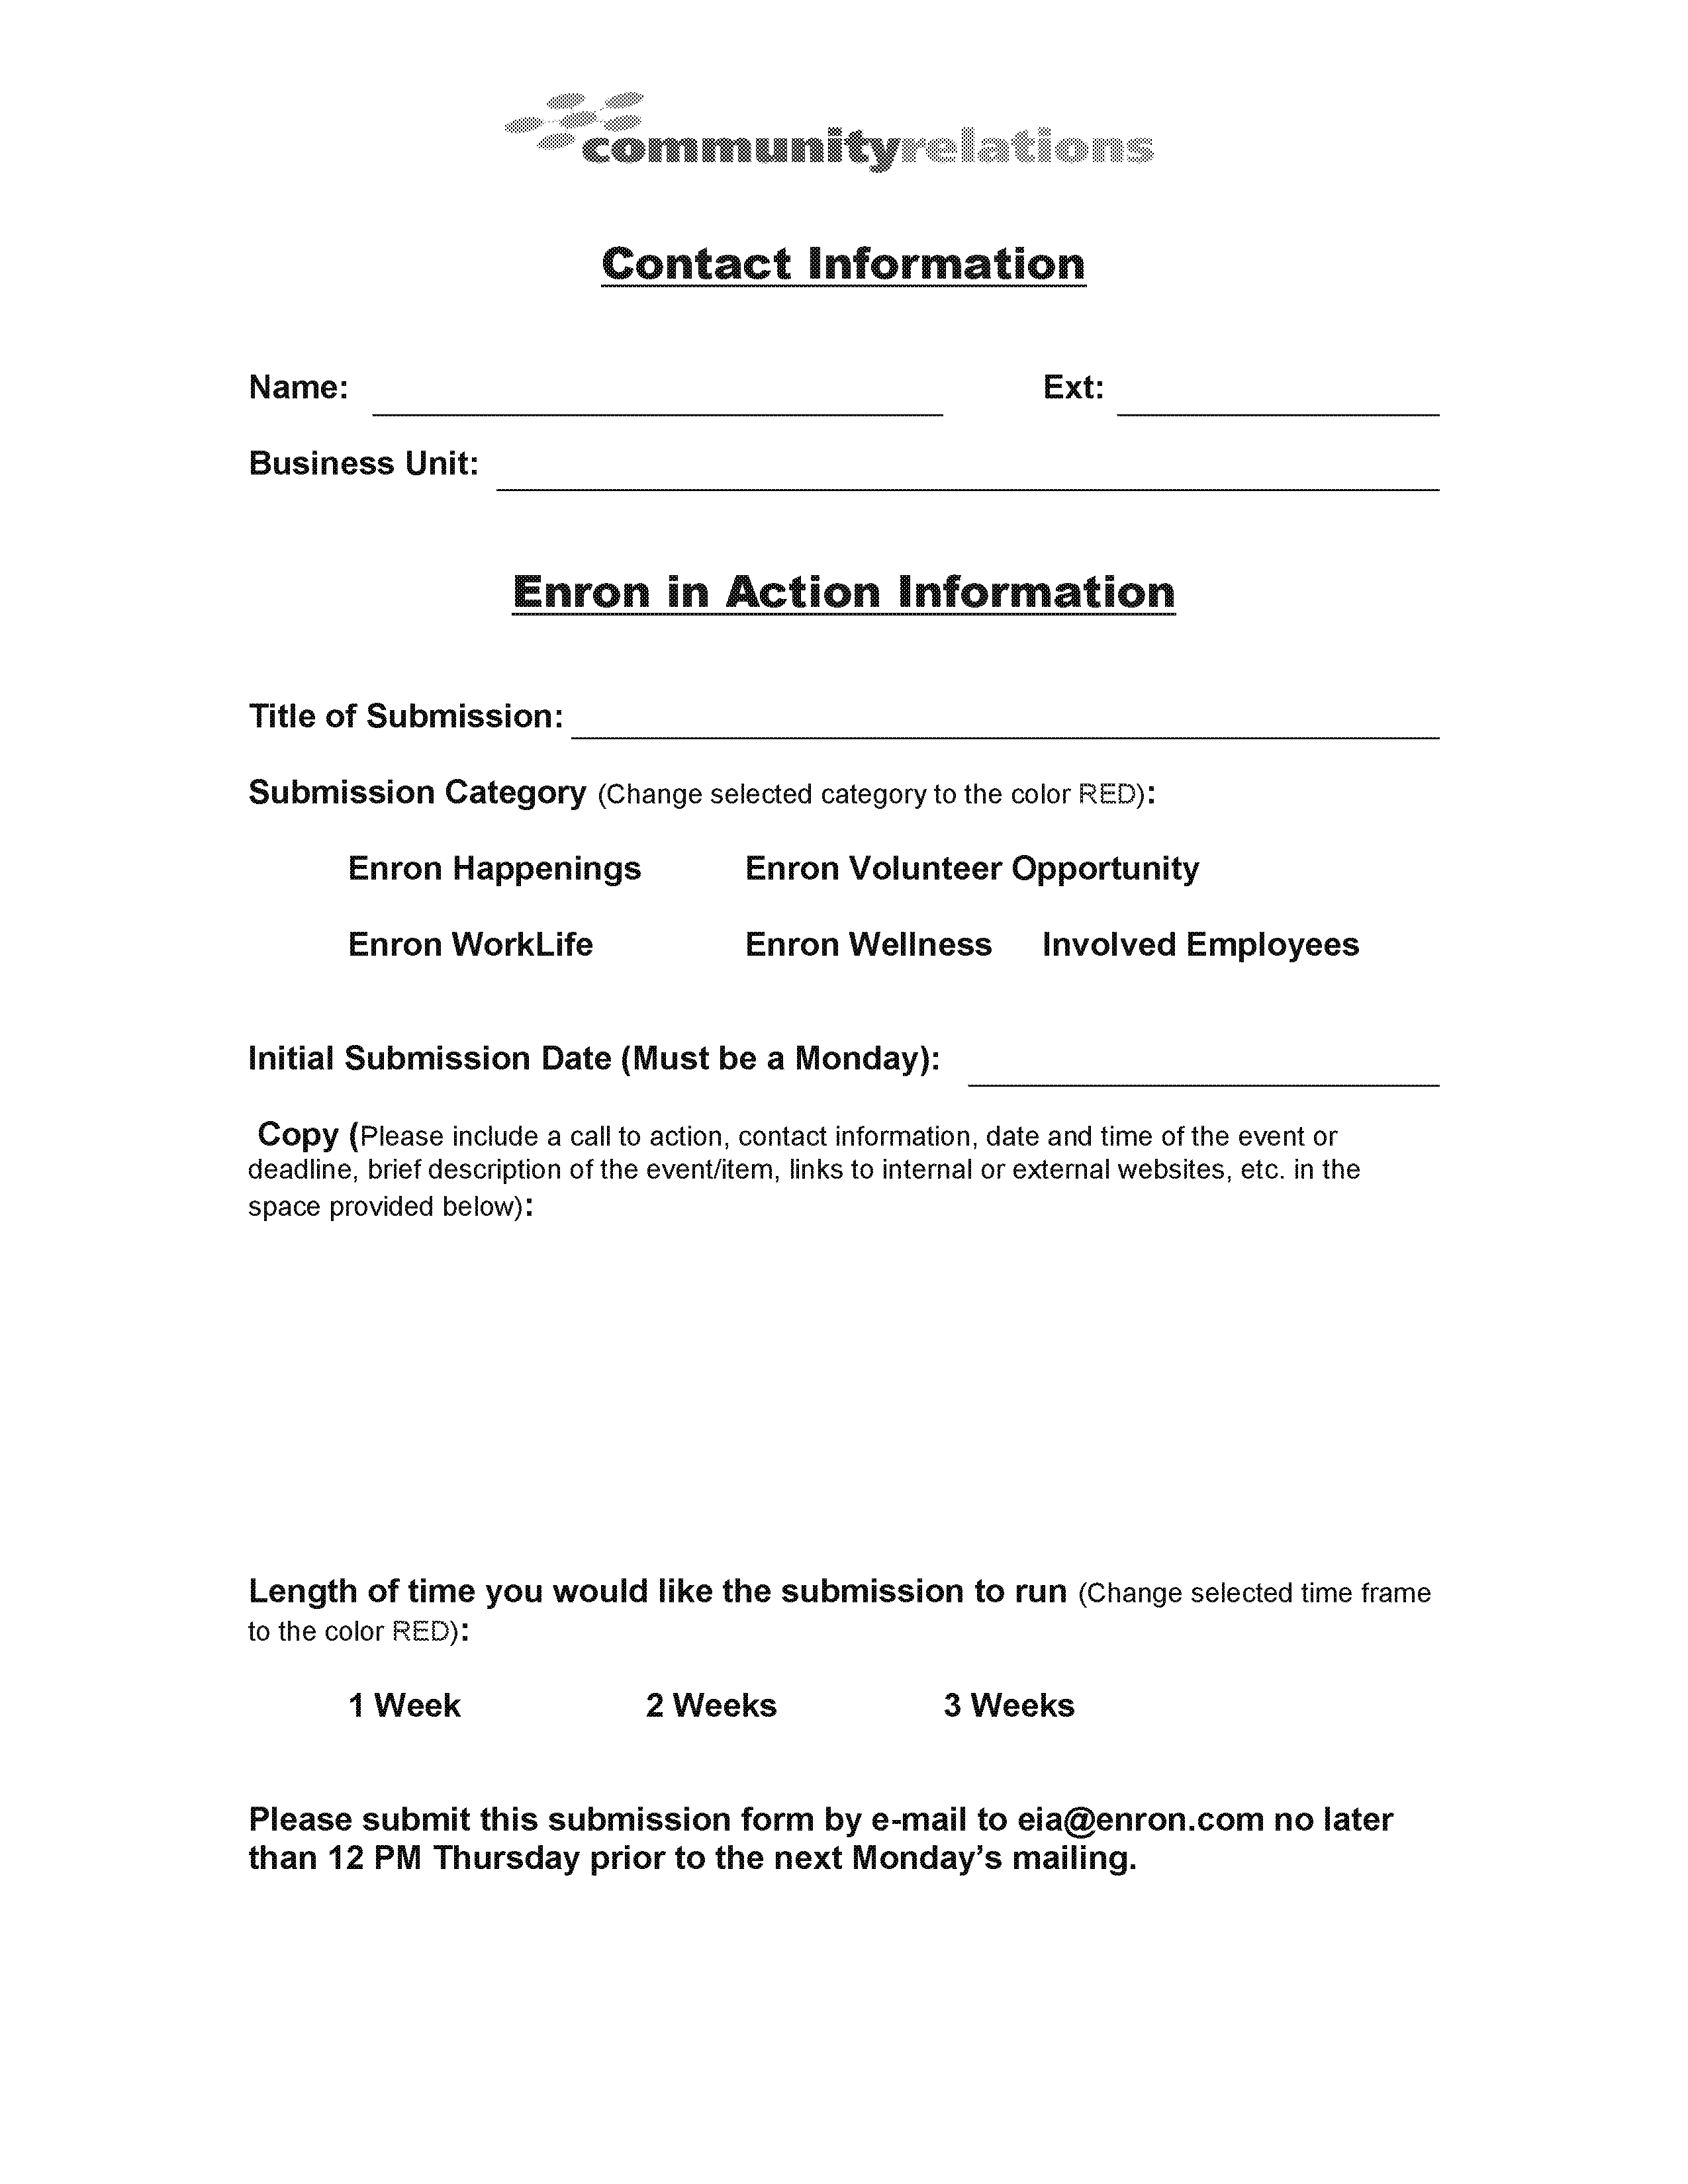 communityrelations
Contact Information
Name: Ext:
Business Unit:
Enron in Action Information
Title of Submission:
Submission Category (Change selected category to the color RED):
Enron Happenings Enron Volunteer Opportunity
Enron WorkLife Enron Wellness Involved Employees
Initial Submission Date (Must be a Monday):
Copy (Please include a call to action, contact information, date and time of the event or
deadline, brief description of the event/item, links to internal or external websites, etc. in the
space provided below):
Length of time you would like the submission to run (Change selected time frame
to the color RED):
1 Week 2 Weeks 3 Weeks
Please submit this submission form by e-mail to eia@enron.com no later
than 12 PM Thursday prior to the next Monday’s mailing.